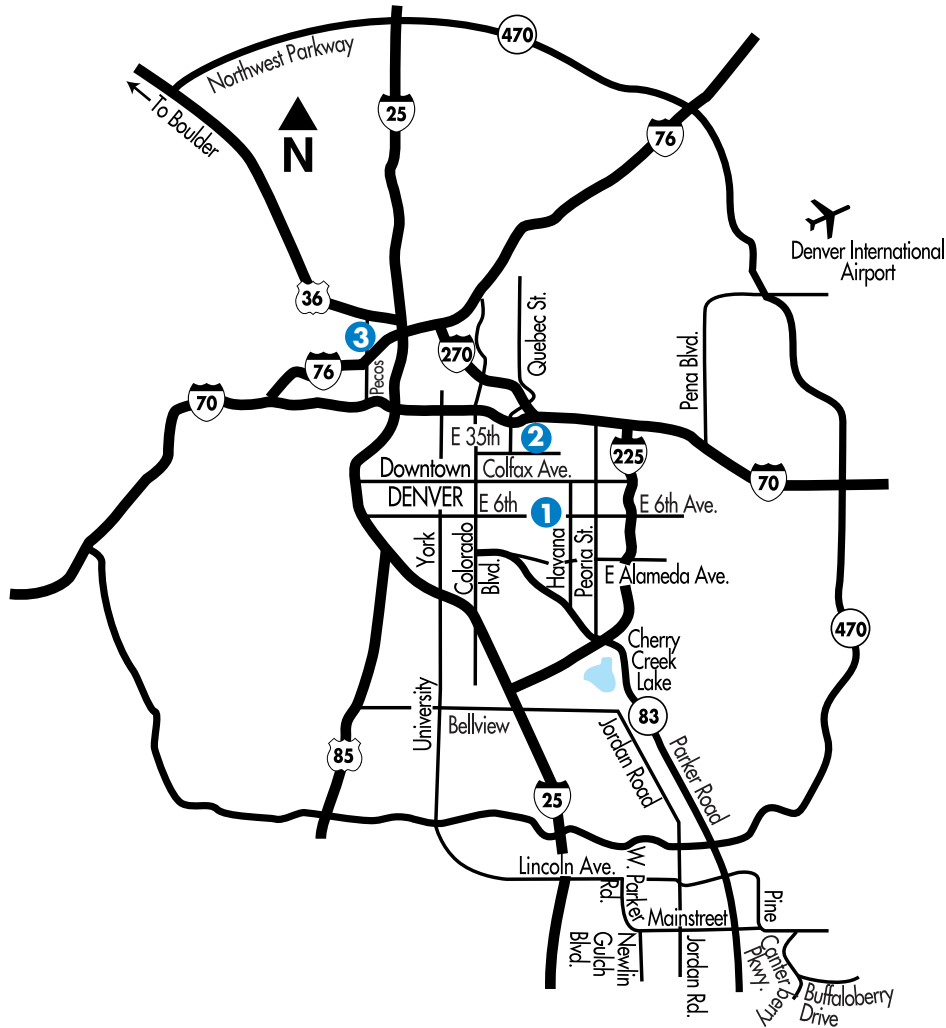 470
Northwest Parkway
25
To Boulder
76
N
Denver International
Airport
36
Quebec St.
3
270
Pena Blvd.
76
Pecos
70
E 35th
2
225
Downtown
Colfax Ave.
70
DENVER
E 6th
1
E 6th Ave.
York
Colorado
Blvd.
Havana
Peoria St.
E Alameda Ave.
470
Cherry
Creek
Lake
University
Bellview
83
Jordan Road
Parker Road
85
25
Lincoln Ave.
W. Parker
Rd.
Pine
Mainstreet
Newlin
Gulch
Blvd.
Jordan Rd.
Canterberry
Pkwy.
Buffaloberry
Drive